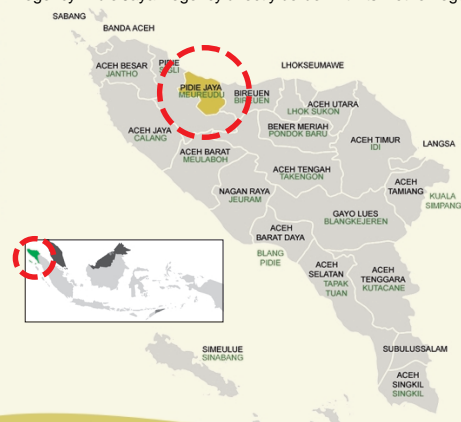 SABANG
BANDA ACEH
ACEH BESAR
JANTHO
PIDIE
SIGLI
LHOKSEUMAWE
PIDIE JAYA
MEUREUDU
BIREUEN
BIREUEN
ACEH UTARA
LHOK SUKON
ACEH JAYA
CALANG
BENER MERIAH
PONDOK BARU
ACEH TIMUR
IDI
LANGSA
ACEH BARAT
MEULABOH
ACEH TENGAH
TAKENGON
ACEH
TAMIANG
KUALA
SIMPANG
NAGAN RAYA
JEURAM
GAYO LUES
BLANGKEJEREN
ACEH
BARAT DAYA
BLANG
PIDIE
ACEH
SELATAN
TAPAK
TUAN
ACEH
TENGGARA
KUTACANE
SIMEULUE
SINABANG
SUBULUSSALAM
ACEH
SINGKIL
SINGKIL